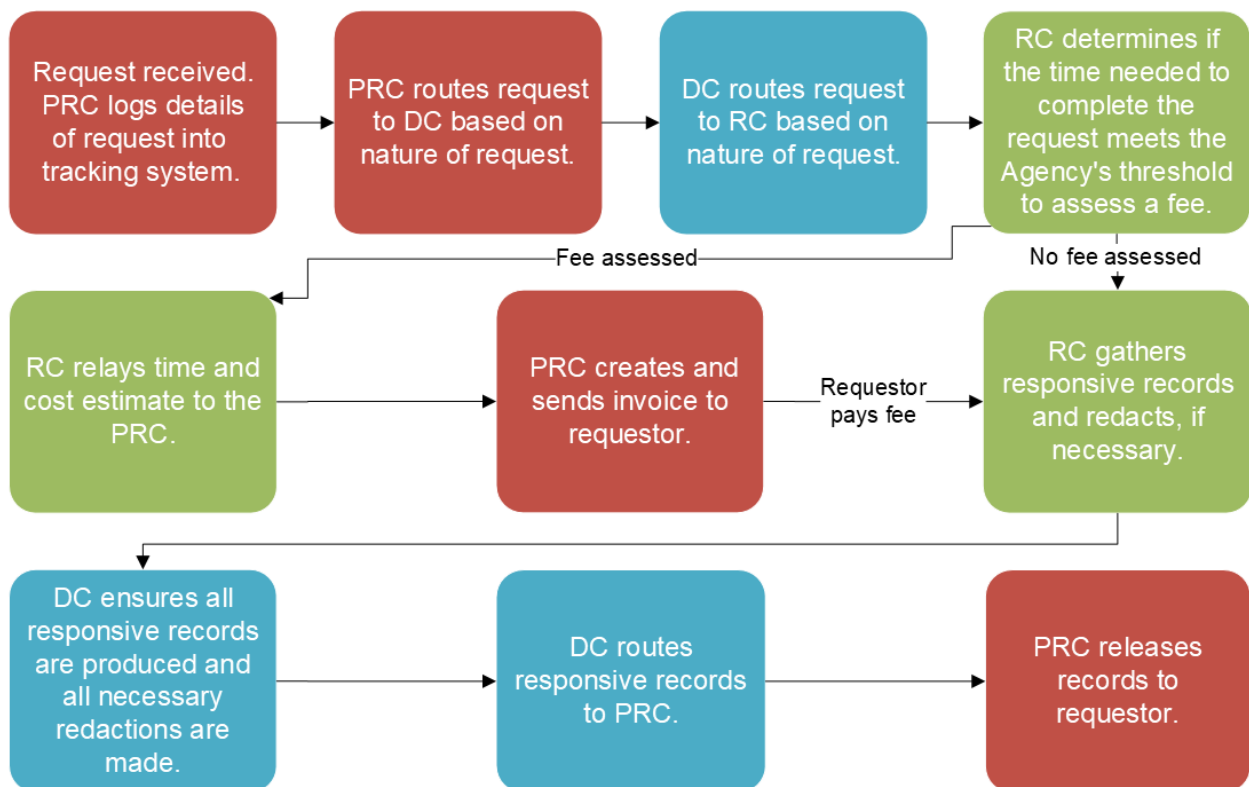 Request received.
PRC logs details
of request into
tracking system.
PRC routes request
to DC based on
nature of request.
DC routes request
to RC based on
nature of request.
RC determines if
the time needed to
complete the
request meets the
Agency's threshold
to assess a fee.
Fee assessed
No fee assessed
RC relays time and
cost estimate to the
PRC.
PRC creates and
sends invoice to
requestor.
Requestor
pays fee
RC gathers
responsive records
and redacts, if
necessary.
DC ensures all
responsive records
are produced and
all necessary
redactions are
made.
DC routes
responsive records
to PRC.
PRC releases
records to
requestor.